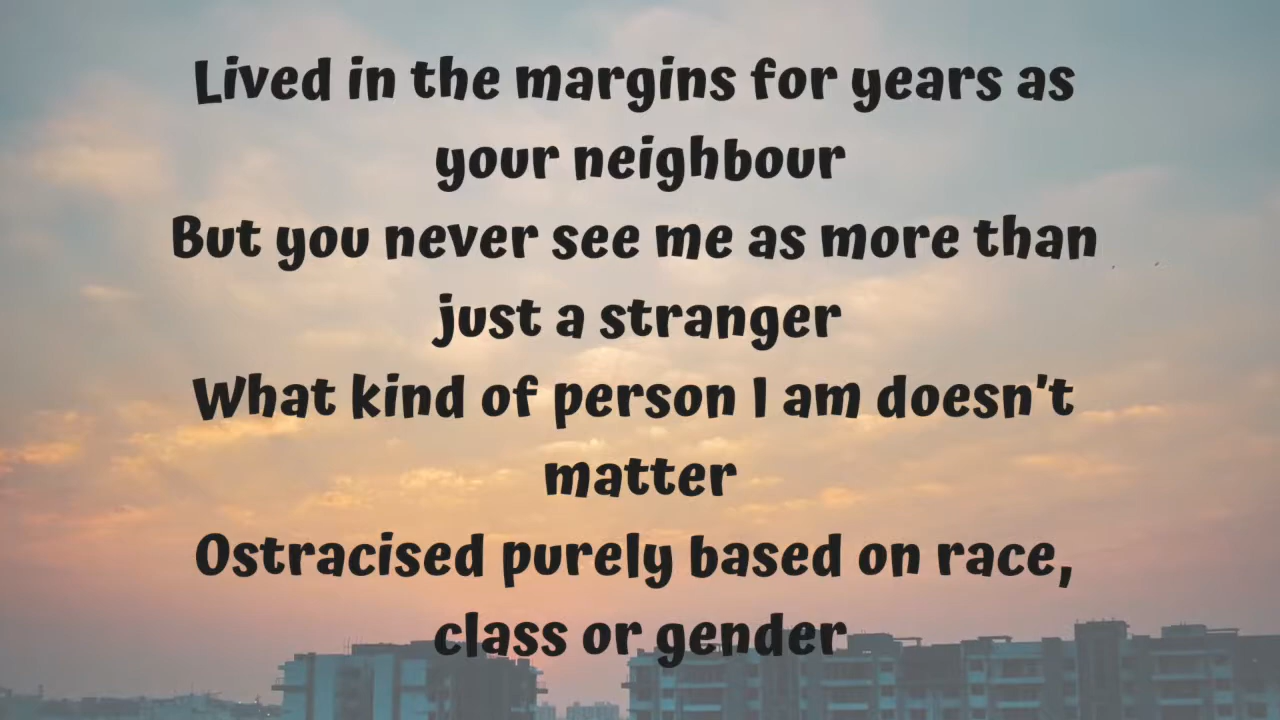 Lived in the margins for years as
your neighbour
But you never see me as more than
just a stranger
What kind of person I am doesn't
matter
Ostracised purely based on race,
class or gender